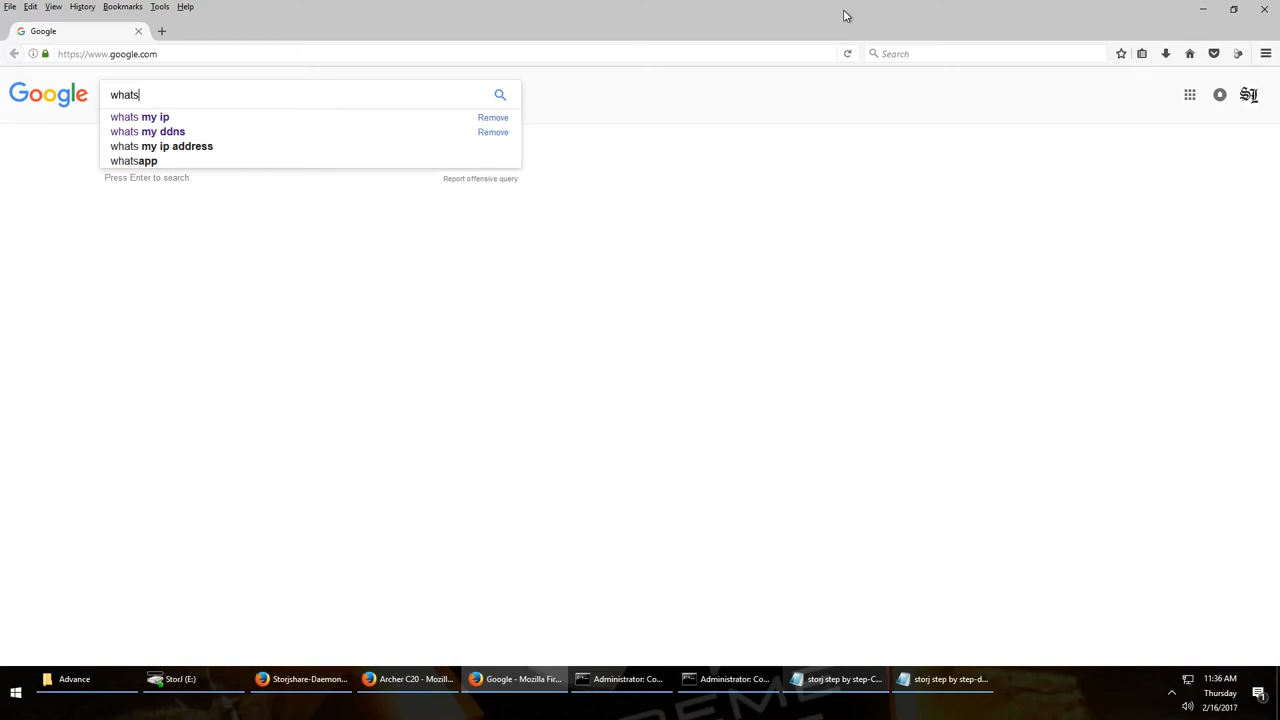 File Edit View History Bookmarks Tools Help
Google
https://www.google.com
Search
Google
whats
whats my ip Remove
whats my ddns Remove
whats my ip address
whatsapp
Press Enter to search. Report offensive query
SJ
Advance
StorJ (E:)
Storjshare-Daemon...
Archer C20 - Mozill...
Google - Mozilla Fir...
Administrator: Co...
Administrator: Co...
storj step by step-C...
storj step by step-d...
11:36 AM
Thursday
2/16/2017
1